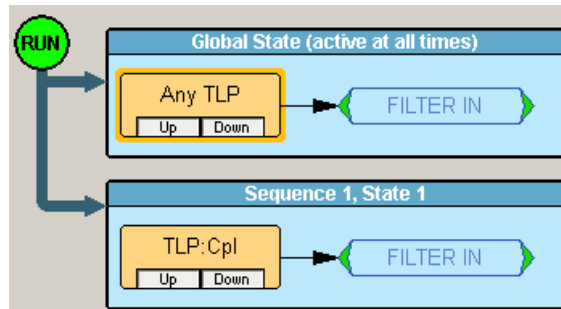 RUN
Global State (active at all times)
Any TLP
Up Down
FILTER IN
Sequence 1, State 1
TLP:Cpl
Up Down
FILTER IN